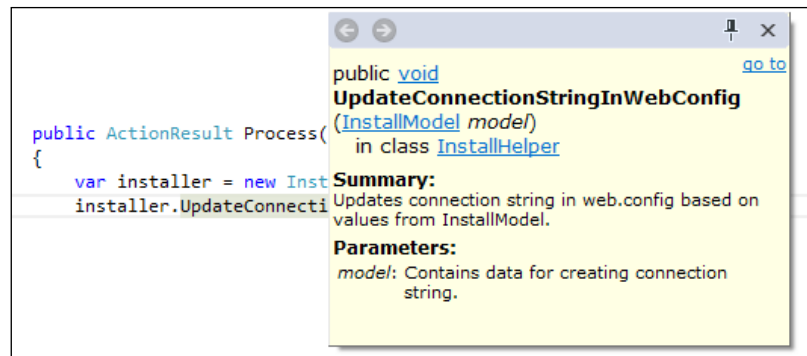 go to
public void
UpdateConnectionStringInWebConfig
(InstallModel model)
in class InstallHelper
Summary:
Updates connection string in web.config based on
values from InstallModel.
Parameters:
model: Contains data for creating connection
string.
public ActionResult Process(
{
var installer = new Inst
installer.UpdateConnecti